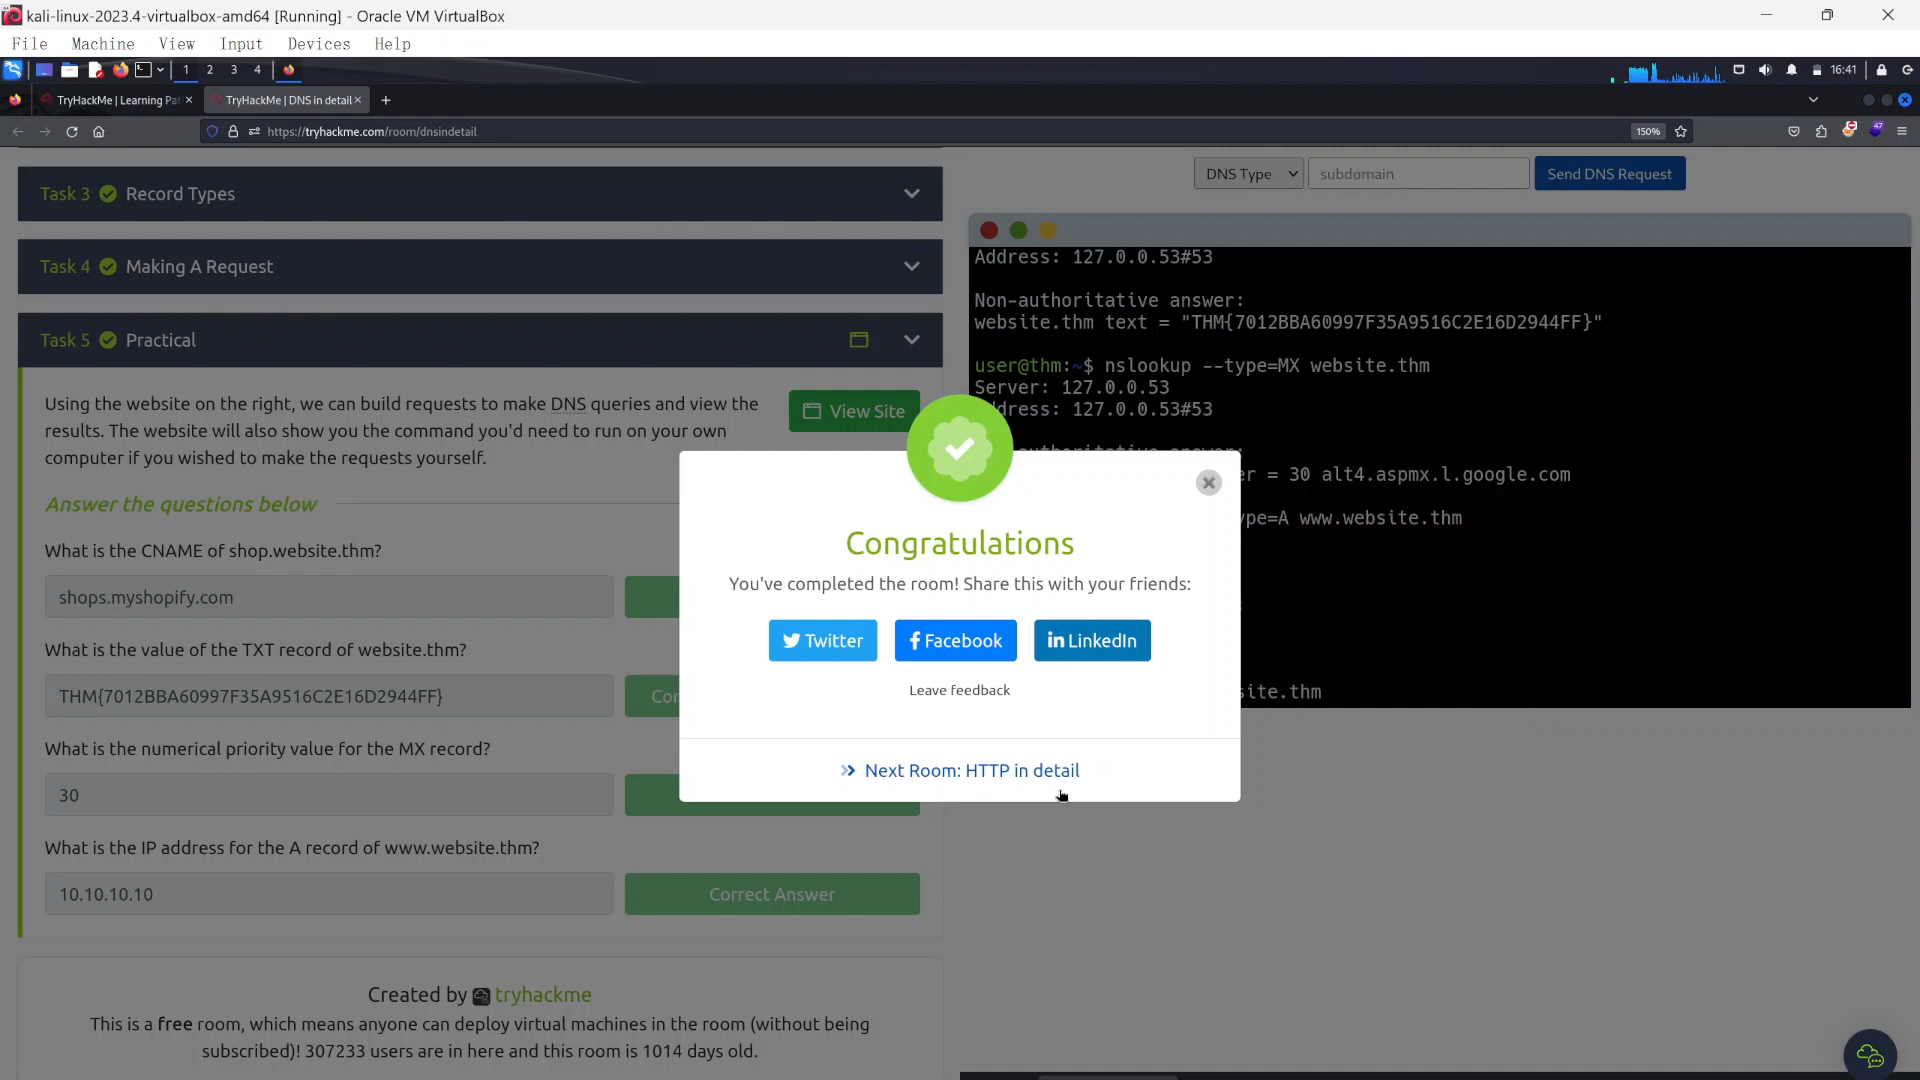 kali-linux-2023.4-virtualbox-amd64 [Running] - Oracle VM VirtualBox
File Machine View Input Devices Help
1 2 3 4
16:41
TryHackMe | Learning Pat
TryHackMe | DNS in detail
https://tryhackme.com/room/dnsindetail
150%
47
Task 3 Record Types
Task 4 Making A Request
Task 5 Practical
Using the website on the right, we can build requests to make DNS queries and view the
results. The website will also show you the command you'd need to run on your own
computer if you wished to make the requests yourself.
View Site
Answer the questions below
What is the CNAME of shop.website.thm?
shops.myshopify.com
What is the value of the TXT record of website.thm?
THM{7012BBA60997F35A9516C2E16D2944FF}
Cor
What is the numerical priority value for the MX record?
30
What is the IP address for the A record of www.website.thm?
10.10.10.10
Correct Answer
Created by tryhackme
This is a free room, which means anyone can deploy virtual machines in the room (without being
subscribed)! 307233 users are in here and this room is 1014 days old.
DNS Type
subdomain
Send DNS Request
Address: 127.0.0.53#53
Non-authoritative answer:
website.thm text = "THM{7012BBA60997F35A9516C2E16D2944FF}"
user@thm:~$ nslookup --type=MX website.thm
Server: 127.0.0.53
ddress: 127.0.0.53#53
er = 30 alt4.aspmx.l.google.com
ype=A www.website.thm
site.thm
Congratulations
You've completed the room! Share this with your friends:
Twitter
Facebook
LinkedIn
Leave feedback
Next Room: HTTP in detail